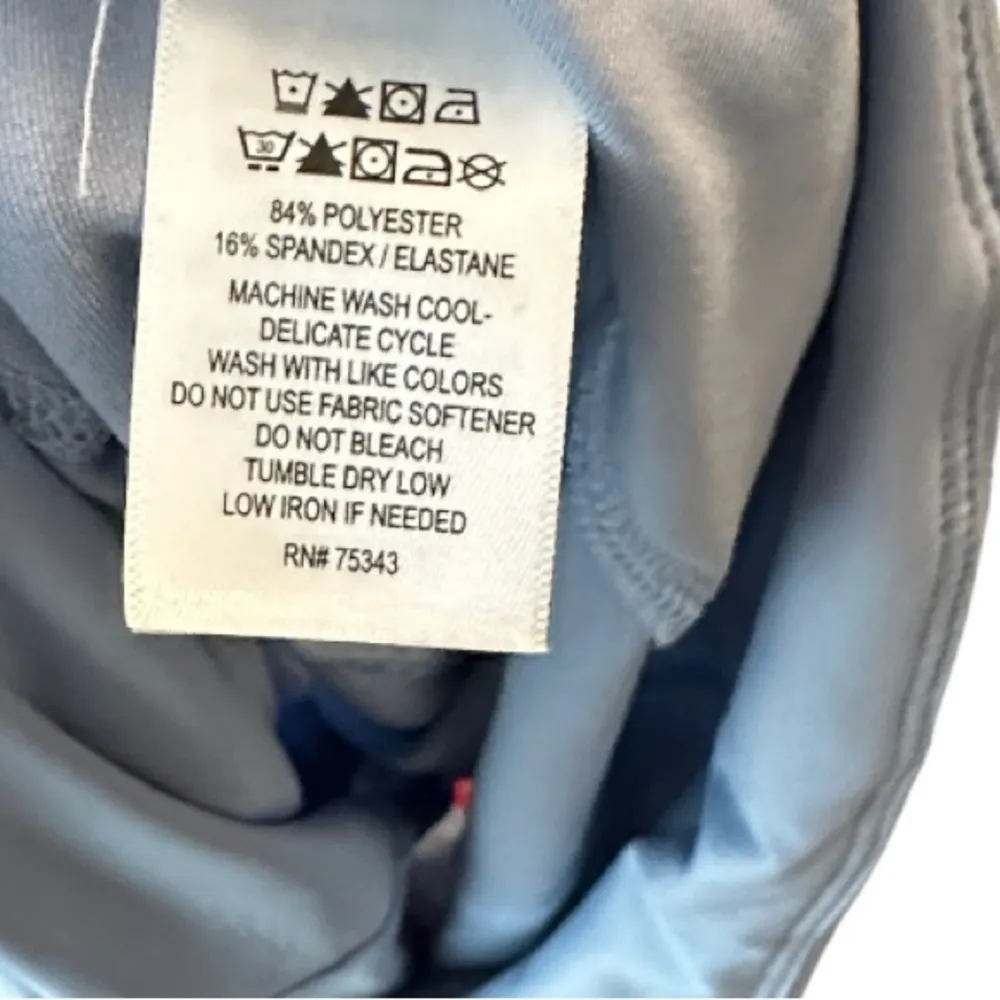 30
84% POLYESTER
16% SPANDEX / ELASTANE
MACHINE WASH COOL-
DELICATE CYCLE
WASH WITH LIKE COLORS
DO NOT USE FABRIC SOFTENER
DO NOT BLEACH
TUMBLE DRY LOW
LOW IRON IF NEEDED
RN# 75343